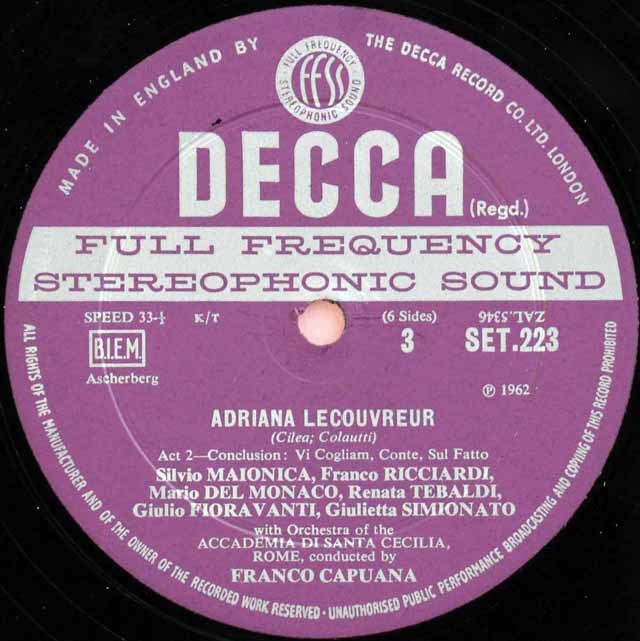 MADE IN ENGLAND BY
THE DECCA RECORD CO. LTD. LONDON
FULL FREQUENCY
FFSS
STEREOPHONIC SOUND
DECCA (Regd.)
FULL FREQUENCY
STEREOPHONIC SOUND
SPEED 33-⅓ K/T (6 Sides) ZAL.5346
B.I.E.M. 3 SET.223
Ascherberg
℗ 1962
ADRIANA LECOUVREUR
(Cilea; Colautti)
Act 2—Conclusion: Vi Cogliam, Conte, Sul Fatto
Silvio MAIONICA, Franco RICCIARDI,
Mario DEL MONACO, Renata TEBALDI,
Giulio FIORAVANTI, Giulietta SIMIONATO
with Orchestra of the
ACCADEMIA DI SANTA CECILIA,
ROME, conducted by
FRANCO CAPUANA
ALL RIGHTS OF THE MANUFACTURER AND OF THE OWNER OF THE RECORDED WORK RESERVED · UNAUTHORISED PUBLIC PERFORMANCE BROADCASTING AND COPYING OF THIS RECORD PROHIBITED